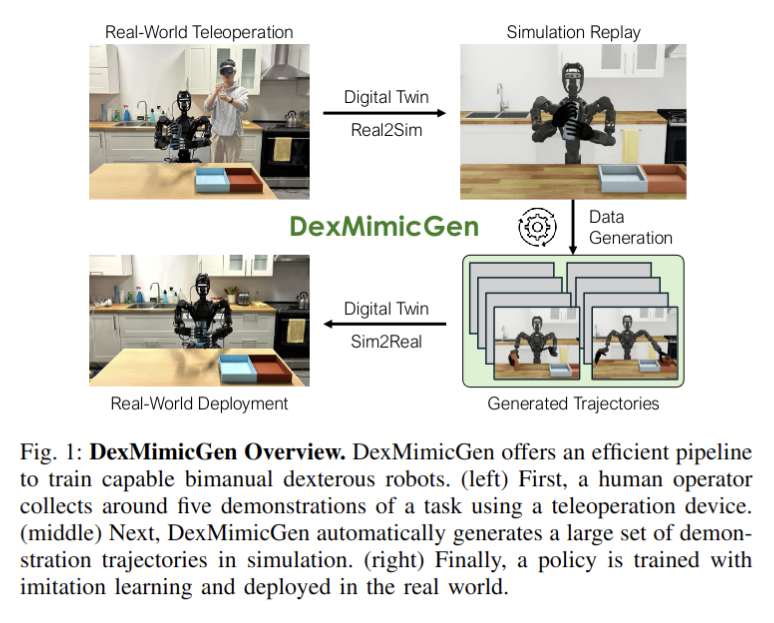 Real-World Teleoperation
Simulation Replay
Digital Twin
Real2Sim
DexMimicGen
Data
Generation
Digital Twin
Sim2Real
Real-World Deployment
Generated Trajectories
Fig. 1: DexMimicGen Overview. DexMimicGen offers an efficient pipeline
to train capable bimanual dexterous robots. (left) First, a human operator
collects around five demonstrations of a task using a teleoperation device.
(middle) Next, DexMimicGen automatically generates a large set of demon-
stration trajectories in simulation. (right) Finally, a policy is trained with
imitation learning and deployed in the real world.